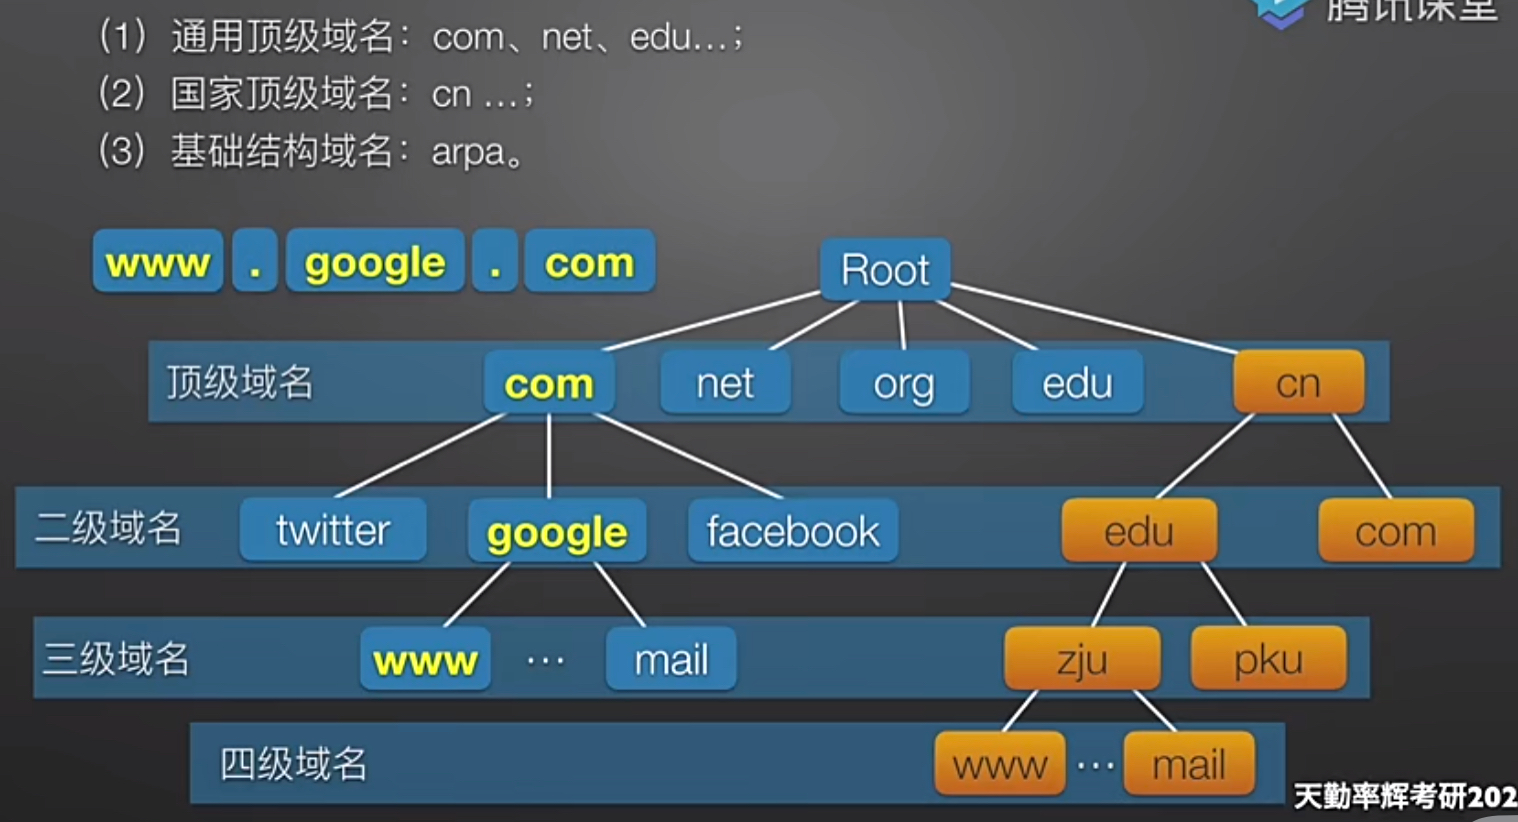 腾讯课堂
(1) 通用顶级域名：com、net、edu...；
(2) 国家顶级域名：cn ...；
(3) 基础结构域名：arpa。
www . google . com
Root
顶级域名 com net org edu cn
二级域名 twitter google facebook edu com
三级域名 www ... mail zju pku
四级域名 www ... mail
天勤率辉考研202